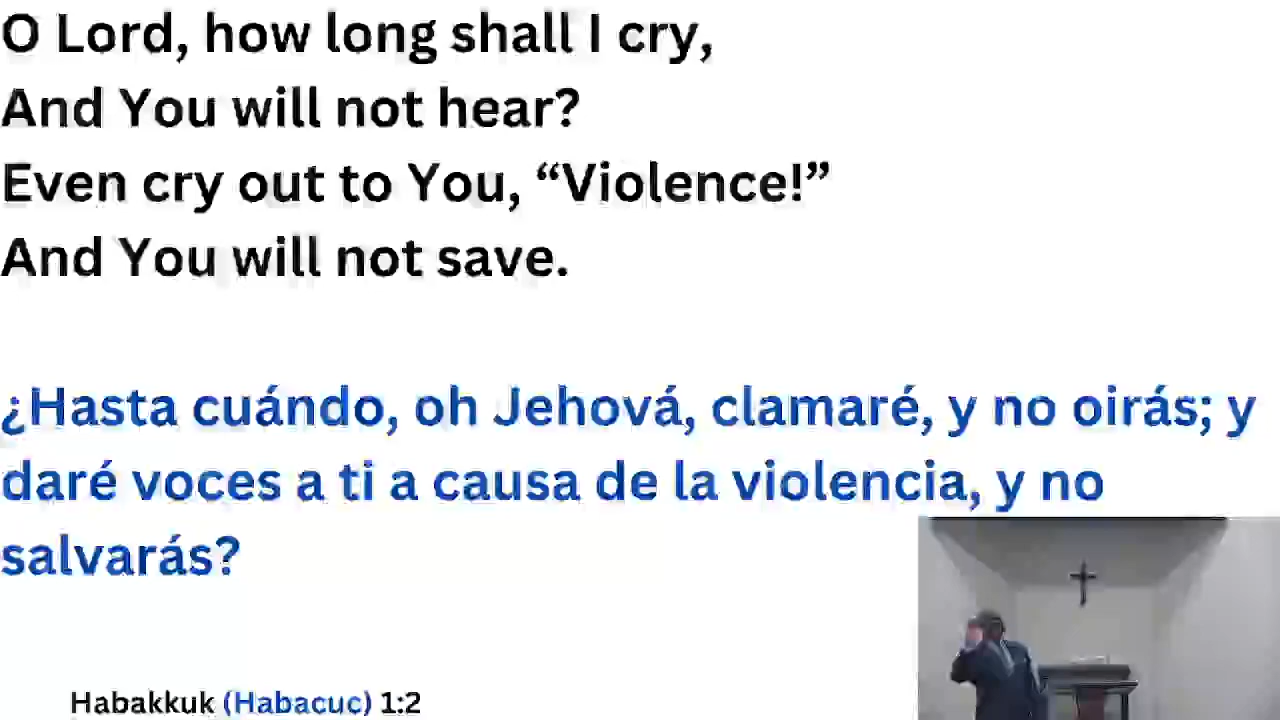 O Lord, how long shall I cry,
And You will not hear?
Even cry out to You, “Violence!”
And You will not save.
¿Hasta cuándo, oh Jehová, clamaré, y no oirás; y
daré voces a ti a causa de la violencia, y no
salvarás?
Habakkuk (Habacuc) 1:2